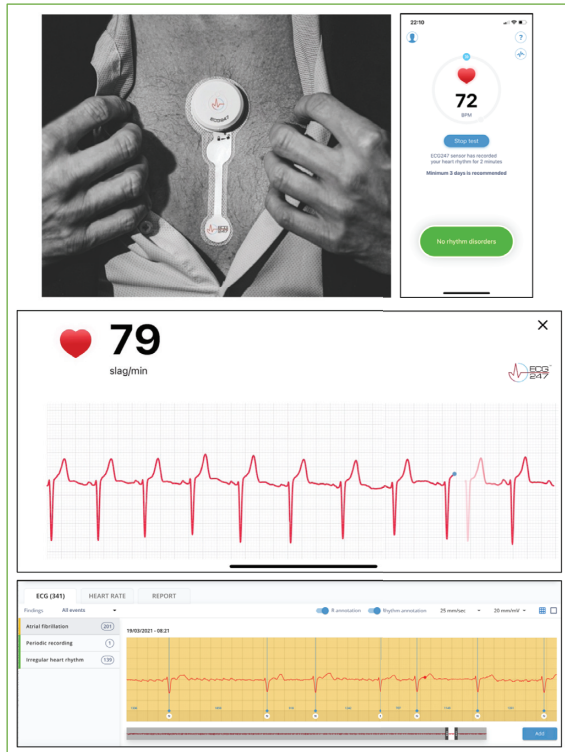 ECG247
ECG
247
22:10
?
72
BPM
Stop test
ECG247 sensor has recorded
your heart rhythm for 2 minutes
Minimum 3 days is recommended
No rhythm disorders
79
slag/min
ECG
247
ECG (341)
HEART RATE
REPORT
Findings
All events
R annotation
Rhythm annotation
25 mm/sec
20 mm/mV
Atrial fibrillation
201
Periodic recording
1
Irregular heart rhythm
139
19/03/2021 - 08:21
Add